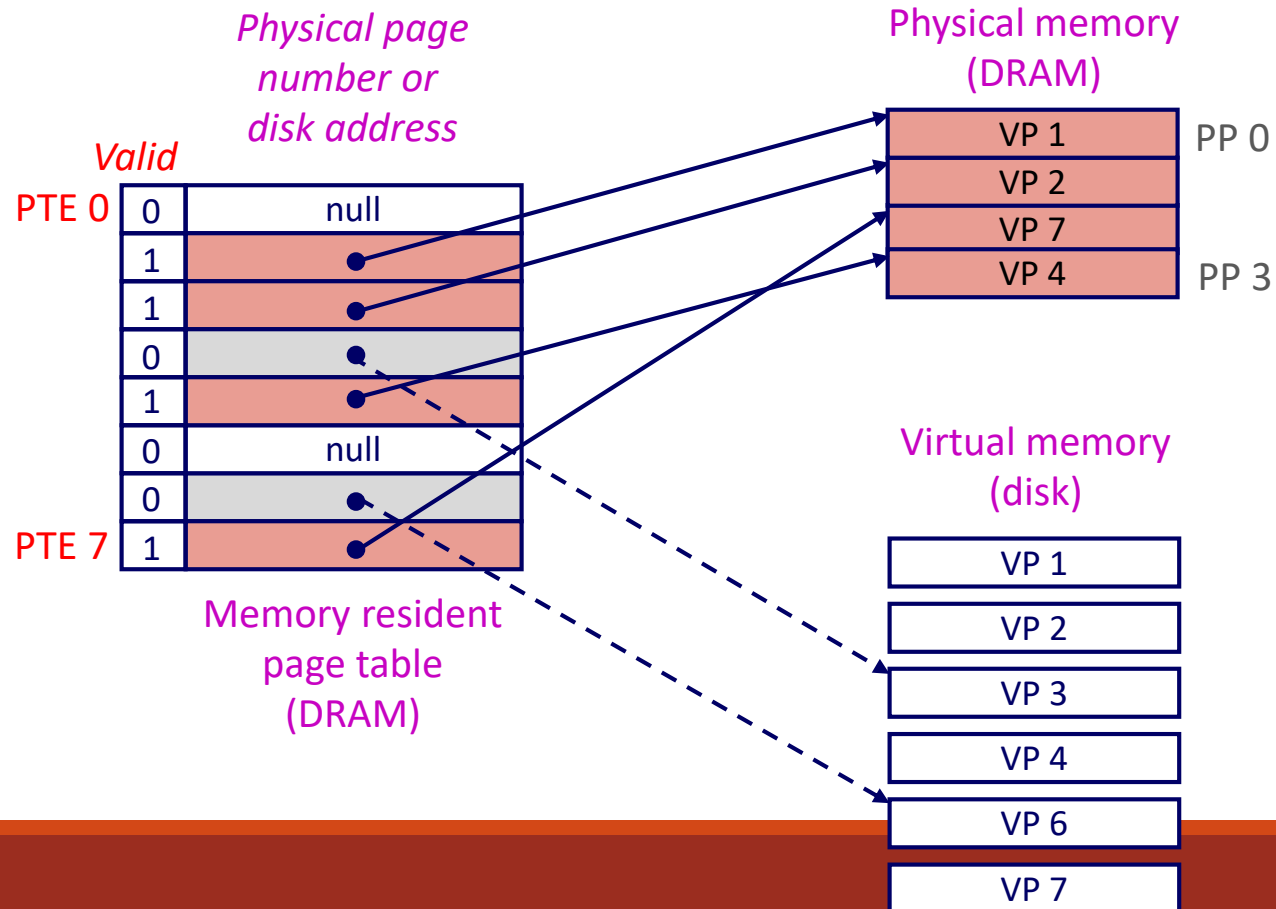 Physical page
number or
disk address
Valid
PTE 0
0
null
1
1
0
1
0
null
0
PTE 7
1
Memory resident
page table
(DRAM)
Physical memory
(DRAM)
VP 1
PP 0
VP 2
VP 7
VP 4
PP 3
Virtual memory
(disk)
VP 1
VP 2
VP 3
VP 4
VP 6
VP 7